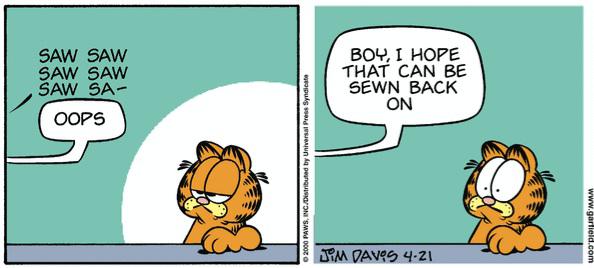 SAW SAW
SAW SAW
SAW SA-
OOPS
© 2000 PAWS, INC./Distributed by Universal Press Syndicate
BOY, I HOPE
THAT CAN BE
SEWN BACK
ON
JIM DAVIS 4-21
www.garfield.com